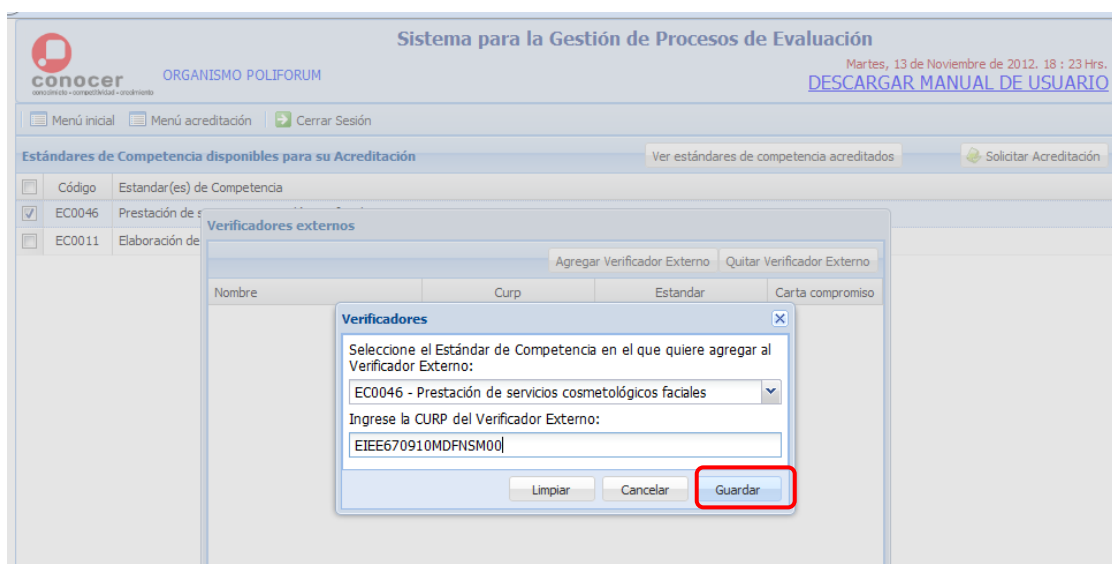 Sistema para la Gestión de Procesos de Evaluación
conocer
conocimiento - competitividad - crecimiento
ORGANISMO POLIFORUM
Martes, 13 de Noviembre de 2012. 18 : 23 Hrs.
DESCARGAR MANUAL DE USUARIO
Menú inicial Menú acreditación Cerrar Sesión
Estándares de Competencia disponibles para su Acreditación Ver estándares de competencia acreditados Solicitar Acreditación
Código Estandar(es) de Competencia
EC0046 Prestación de
EC0011 Elaboración de
Verificadores externos
Agregar Verificador Externo Quitar Verificador Externo
Nombre Curp Estandar Carta compromiso
Verificadores
Seleccione el Estándar de Competencia en el que quiere agregar al
Verificador Externo:
EC0046 - Prestación de servicios cosmetológicos faciales
Ingrese la CURP del Verificador Externo:
EIEE670910MDFNSM00
Limpiar Cancelar Guardar